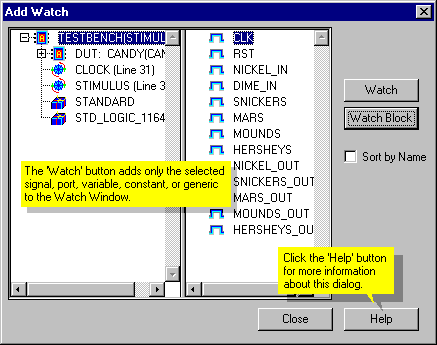 Add Watch
TESTBENCH(STIMUL
DUT: CANDY(CAN
CLOCK (Line 31)
STIMULUS (Line 3
STANDARD
STD_LOGIC_1164
CLK
RST
NICKEL_IN
DIME_IN
SNICKERS
MARS
MOUNDS
HERSHEYS
NICKEL_OUT
SNICKERS_OUT
MARS_OUT
MOUNDS_OUT
HERSHEYS_OUT
Watch
Watch Block
Sort by Name
The 'Watch' button adds only the selected
signal, port, variable, constant, or generic
to the Watch Window.
Click the 'Help' button
for more information
about this dialog.
Close
Help